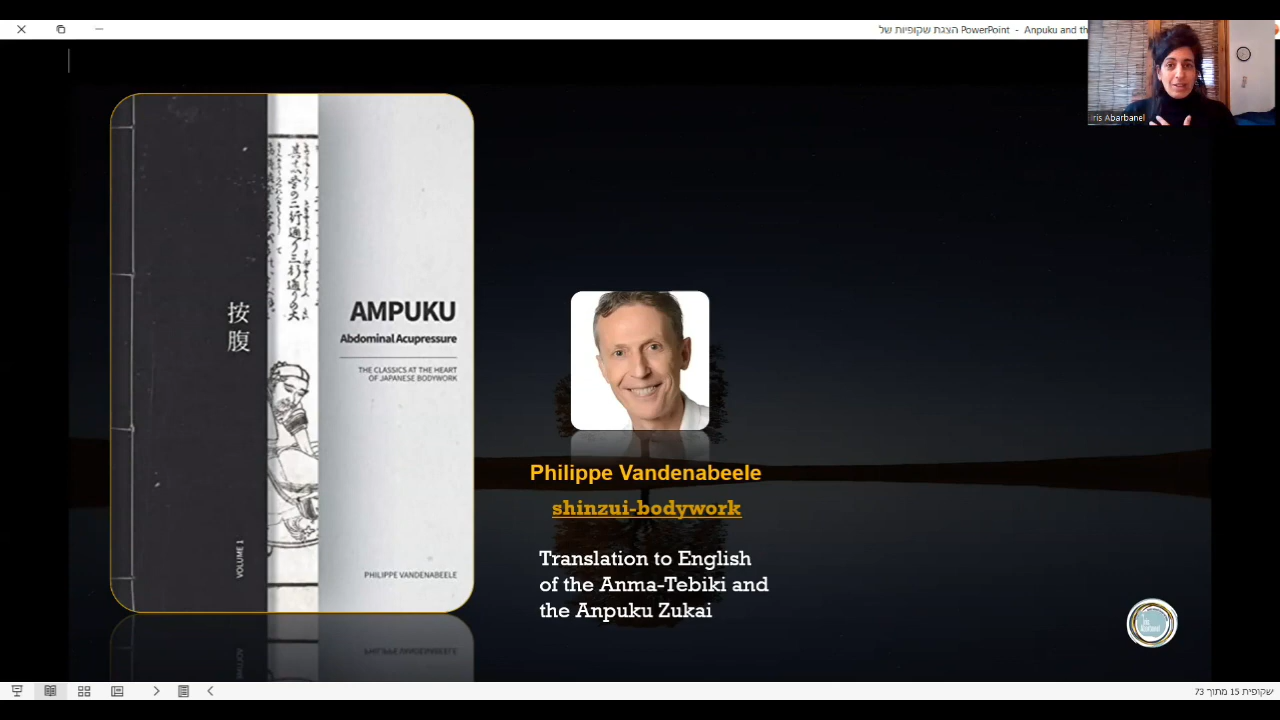 הצגת שקופיות של PowerPoint - Anpuku and th
Iris Abarbanel
按腹
AMPUKU
Abdominal Acupressure
THE CLASSICS AT THE HEART
OF JAPANESE BODYWORK
VOLUME 1
PHILIPPE VANDENABEELE
Philippe Vandenabeele
shinzui-bodywork
Translation to English
of the Anma-Tebiki and
the Anpuku Zukai
Iris
Abarbanel
שקופית 15 מתוך 73